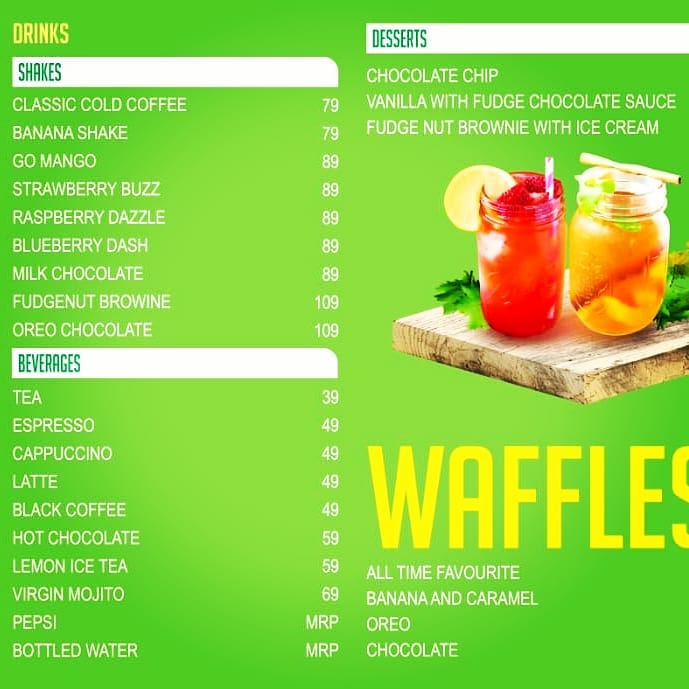 DRINKS
SHAKES
CLASSIC COLD COFFEE 79
BANANA SHAKE 79
GO MANGO 89
STRAWBERRY BUZZ 89
RASPBERRY DAZZLE 89
BLUEBERRY DASH 89
MILK CHOCOLATE 89
FUDGENUT BROWINE 109
OREO CHOCOLATE 109
BEVERAGES
TEA 39
ESPRESSO 49
CAPPUCCINO 49
LATTE 49
BLACK COFFEE 49
HOT CHOCOLATE 59
LEMON ICE TEA 59
VIRGIN MOJITO 69
PEPSI MRP
BOTTLED WATER MRP
DESSERTS
CHOCOLATE CHIP
VANILLA WITH FUDGE CHOCOLATE SAUCE
FUDGE NUT BROWNIE WITH ICE CREAM
WAFFLES
ALL TIME FAVOURITE
BANANA AND CARAMEL
OREO
CHOCOLATE